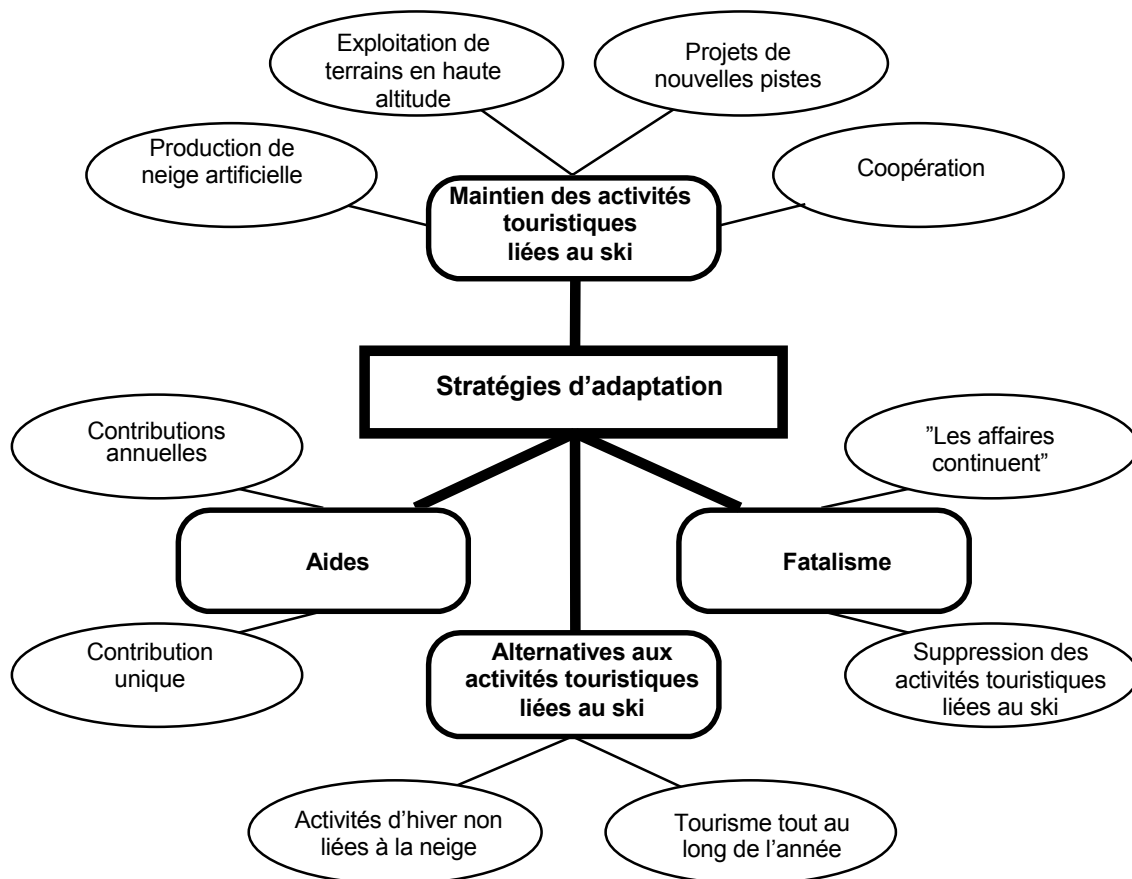 Exploitation de
terrains en haute
altitude
Projets de
nouvelles pistes
Production de
neige artificielle
Coopération
Maintien des activités
touristiques
liées au ski
Stratégies d’adaptation
Contributions
annuelles
”Les affaires
continuent”
Aides
Fatalisme
Contribution
unique
Alternatives aux
activités touristiques
liées au ski
Suppression des
activités touristiques
liées au ski
Activités d’hiver non
liées à la neige
Tourisme tout au
long de l’année